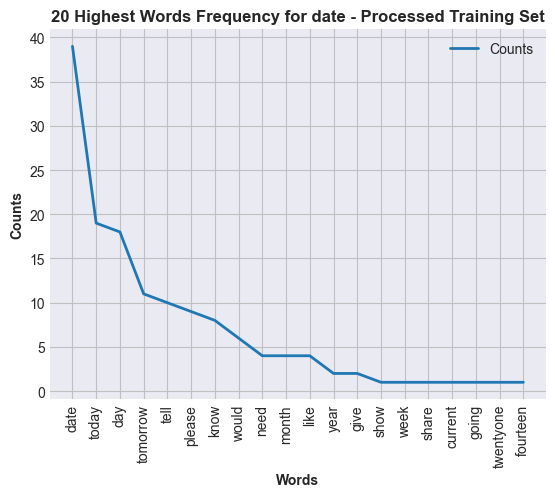 20 Highest Words Frequency for date - Processed Training Set
Counts
40
35
30
25
20
15
10
5
0
Counts
date
today
day
tomorrow
tell
please
know
would
need
month
like
year
give
show
week
share
current
going
twentyone
fourteen
Words